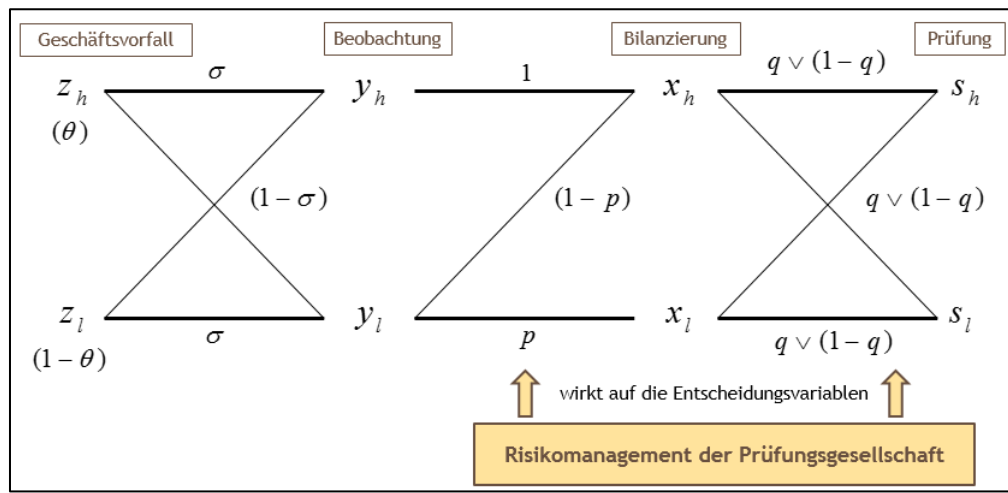 Geschäftsvorfall Beobachtung Bilanzierung Prüfung
σ 1 q ∨ (1 − q)
z_h y_h x_h s_h
(θ)
(1 − σ) (1 − p) q ∨ (1 − q)
z_l y_l x_l s_l
(1 − θ) σ p q ∨ (1 − q)
wirkt auf die Entscheidungsvariablen
Risikomanagement der Prüfungsgesellschaft